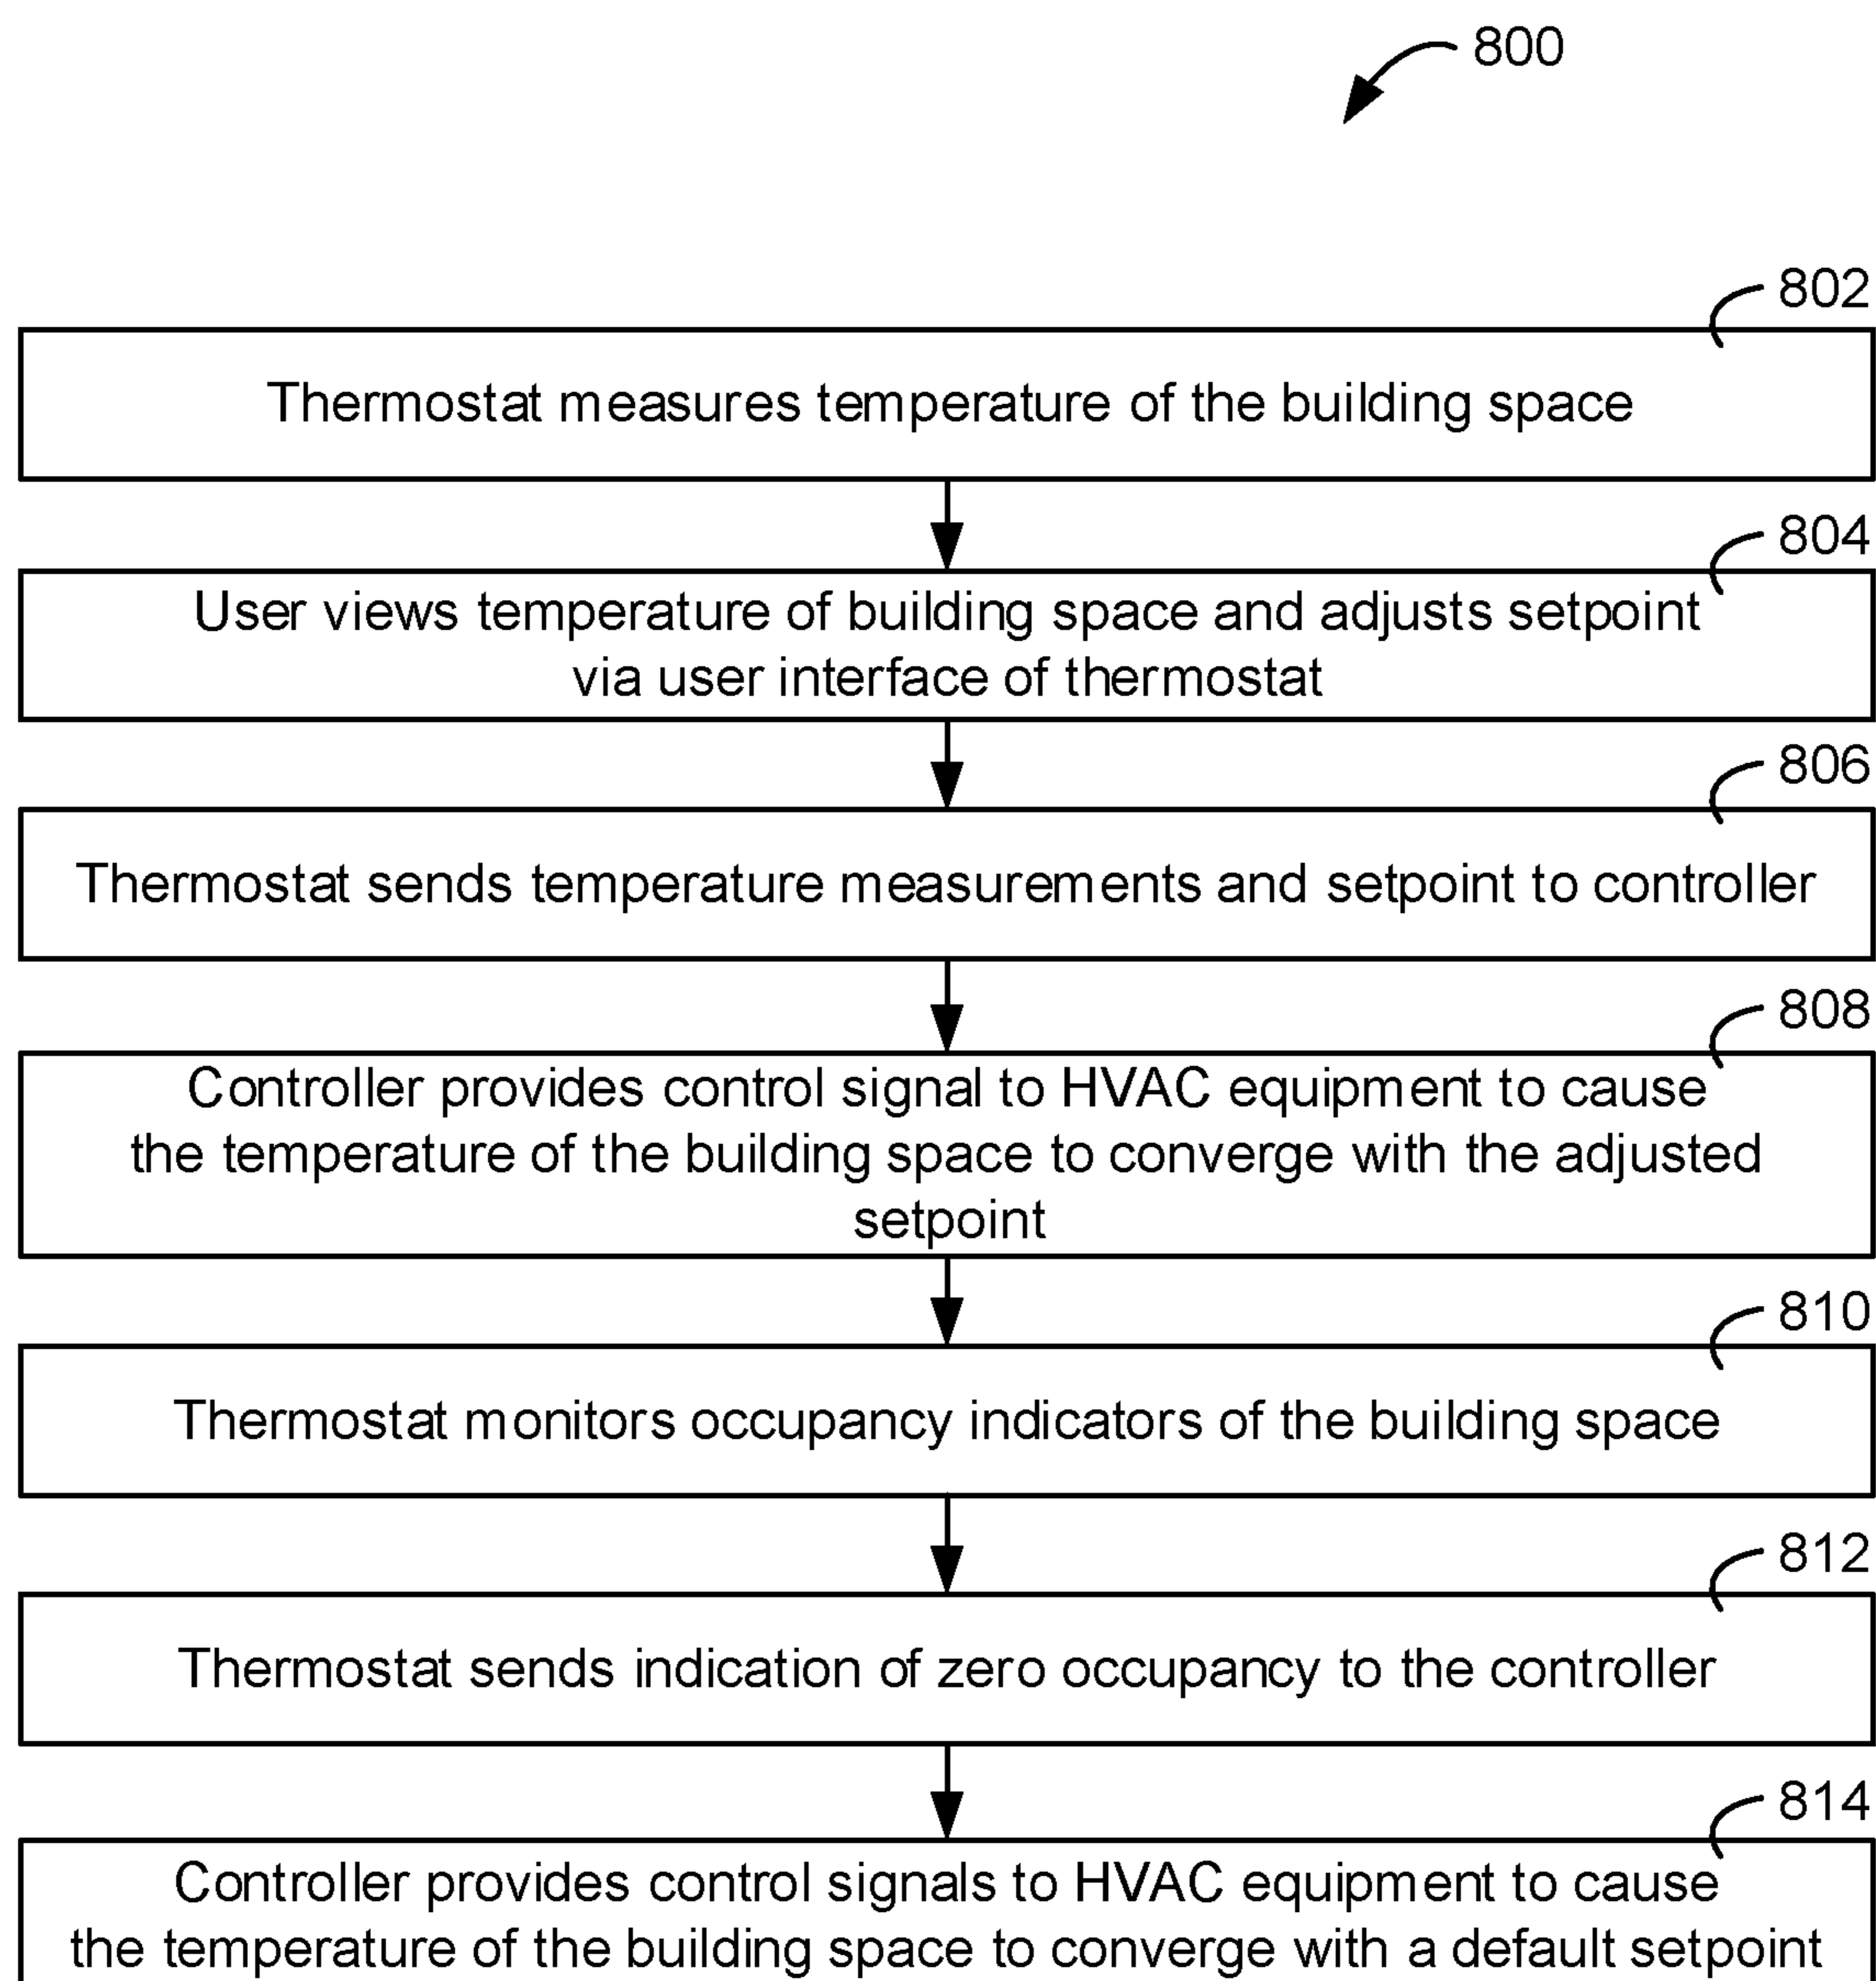 800
802
Thermostat measures temperature of the building space
804
User views temperature of building space and adjusts setpoint
via user interface of thermostat
806
Thermostat sends temperature measurements and setpoint to controller
808
Controller provides control signal to HVAC equipment to cause
the temperature of the building space to converge with the adjusted
setpoint
810
Thermostat monitors occupancy indicators of the building space
812
Thermostat sends indication of zero occupancy to the controller
814
Controller provides control signals to HVAC equipment to cause
the temperature of the building space to converge with a default setpoint